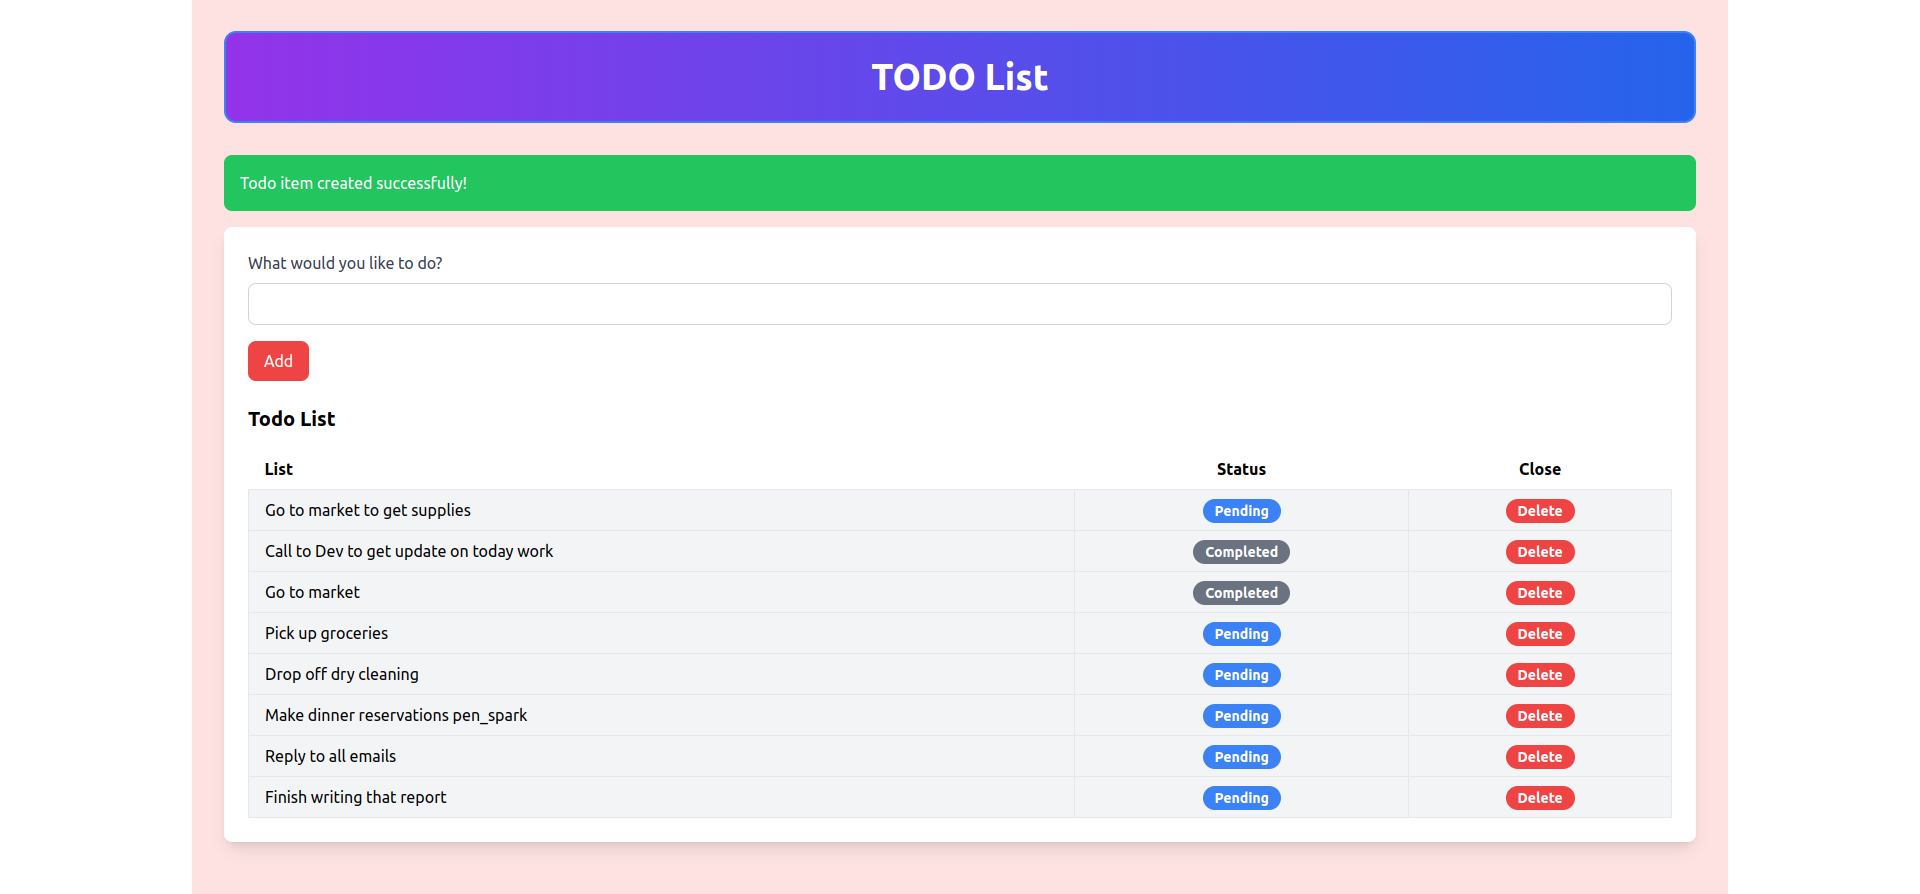 TODO List
Todo item created successfully!
What would you like to do?
Add
Todo List
List Status Close
Go to market to get supplies Pending Delete
Call to Dev to get update on today work Completed Delete
Go to market Completed Delete
Pick up groceries Pending Delete
Drop off dry cleaning Pending Delete
Make dinner reservations pen_spark Pending Delete
Reply to all emails Pending Delete
Finish writing that report Pending Delete